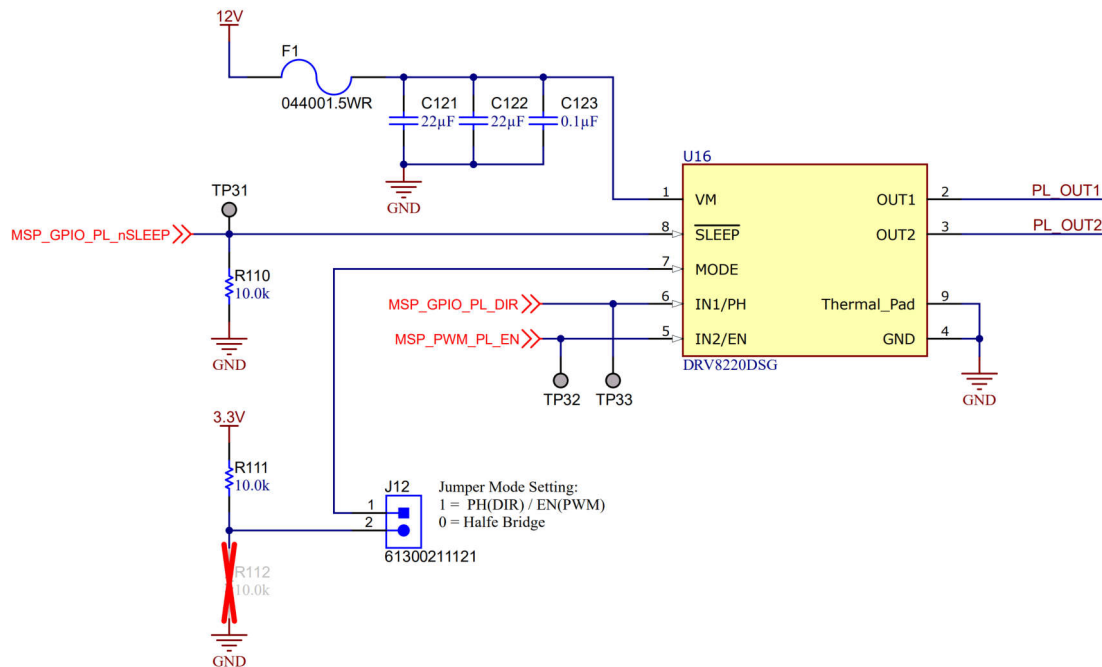 12V
F1
044001.5WR
C121
22µF
C122
22µF
C123
0.1µF
GND
U16
1 VM
8 SLEEP
7 MODE
6 IN1/PH
5 IN2/EN
OUT1 2 PL_OUT1
OUT2 3 PL_OUT2
Thermal_Pad 9
GND 4
DRV8220DSG
GND
TP31
MSP_GPIO_PL_nSLEEP
R110
10.0k
GND
MSP_GPIO_PL_DIR
MSP_PWM_PL_EN
TP32
TP33
3.3V
R111
10.0k
R112
10.0k
GND
J12
1
2
61300211121
Jumper Mode Setting:
1 = PH(DIR) / EN(PWM)
0 = Halfe Bridge